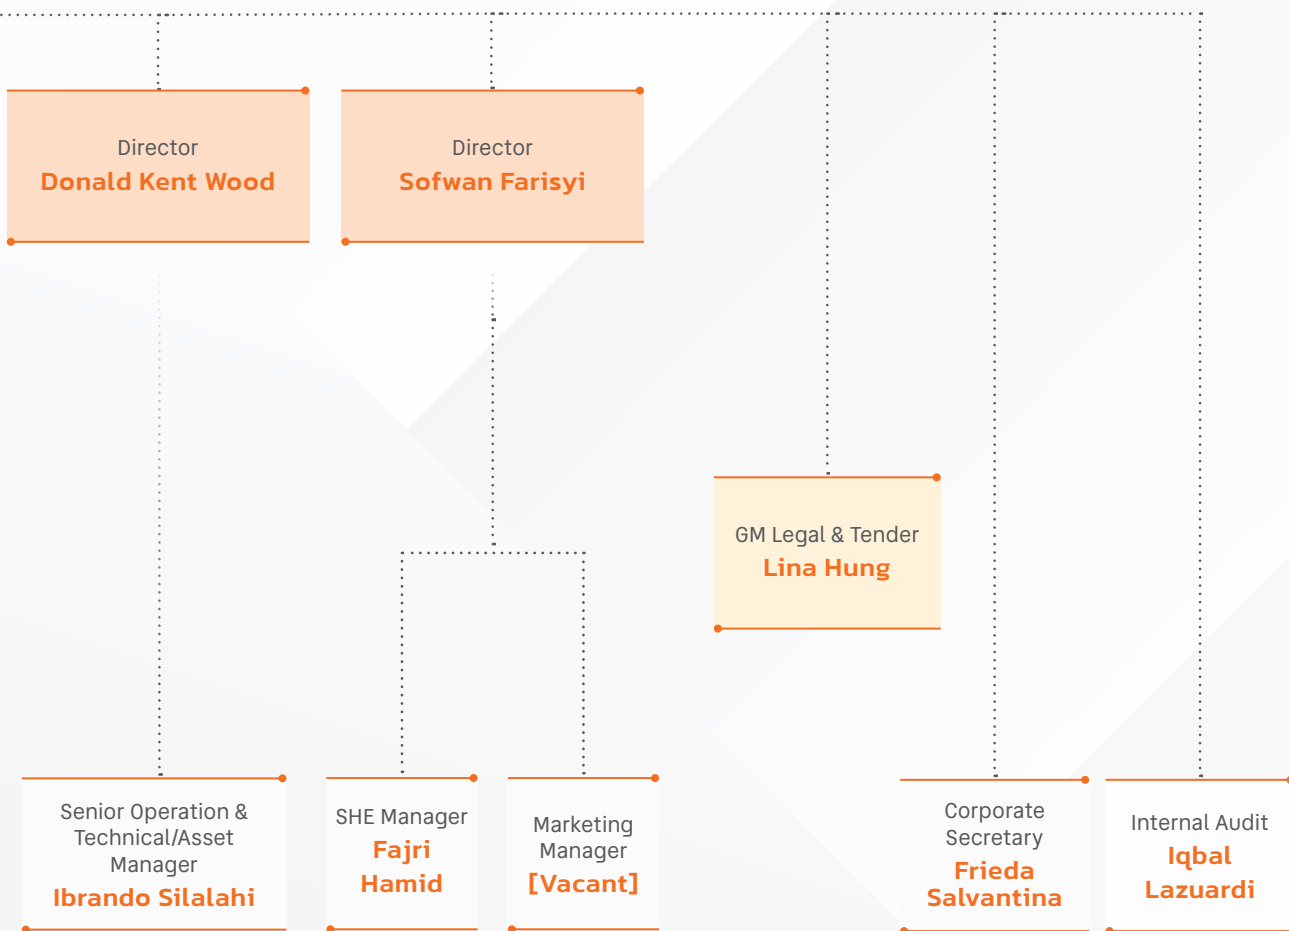 Director
Donald Kent Wood
Director
Sofwan Farisyi
GM Legal & Tender
Lina Hung
Senior Operation &
Technical/Asset
Manager
Ibrando Silalahi
SHE Manager
Fajri
Hamid
Marketing
Manager
[Vacant]
Corporate
Secretary
Frieda
Salvantina
Internal Audit
Iqbal
Lazuardi